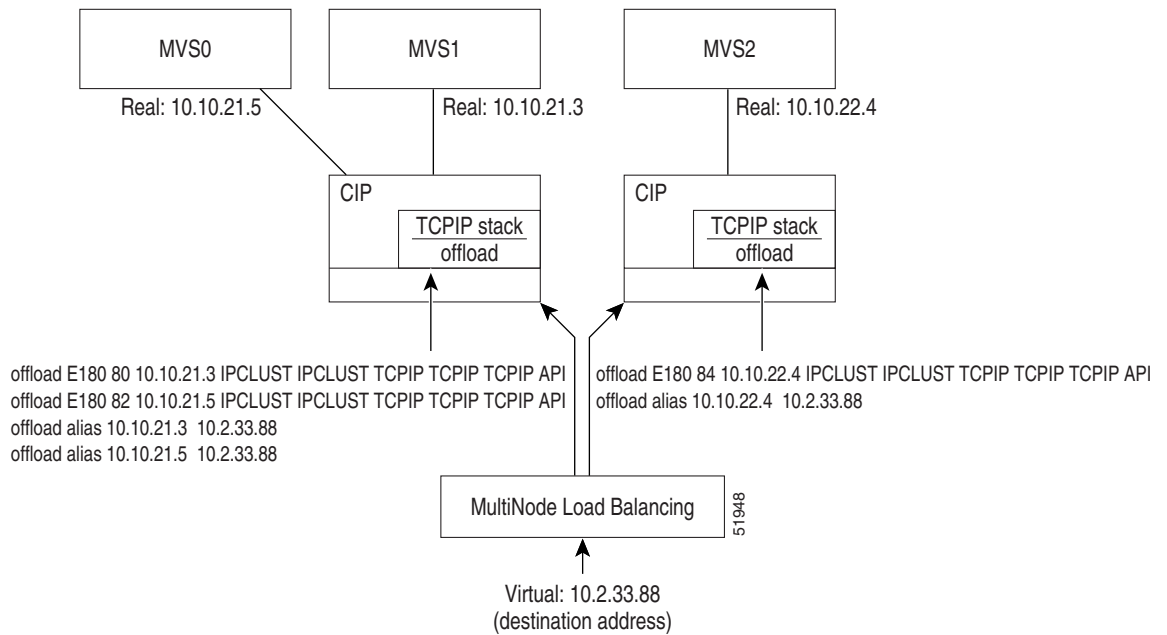 MVS0
MVS1
MVS2
Real: 10.10.21.5
Real: 10.10.21.3
Real: 10.10.22.4
CIP
TCPIP stack
offload
CIP
TCPIP stack
offload
offload E180 80 10.10.21.3 IPCLUST IPCLUST TCPIP TCPIP TCPIP API
offload E180 82 10.10.21.5 IPCLUST IPCLUST TCPIP TCPIP TCPIP API
offload alias 10.10.21.3 10.2.33.88
offload alias 10.10.21.5 10.2.33.88
offload E180 84 10.10.22.4 IPCLUST IPCLUST TCPIP TCPIP TCPIP API
offload alias 10.10.22.4 10.2.33.88
MultiNode Load Balancing
51948
Virtual: 10.2.33.88
(destination address)